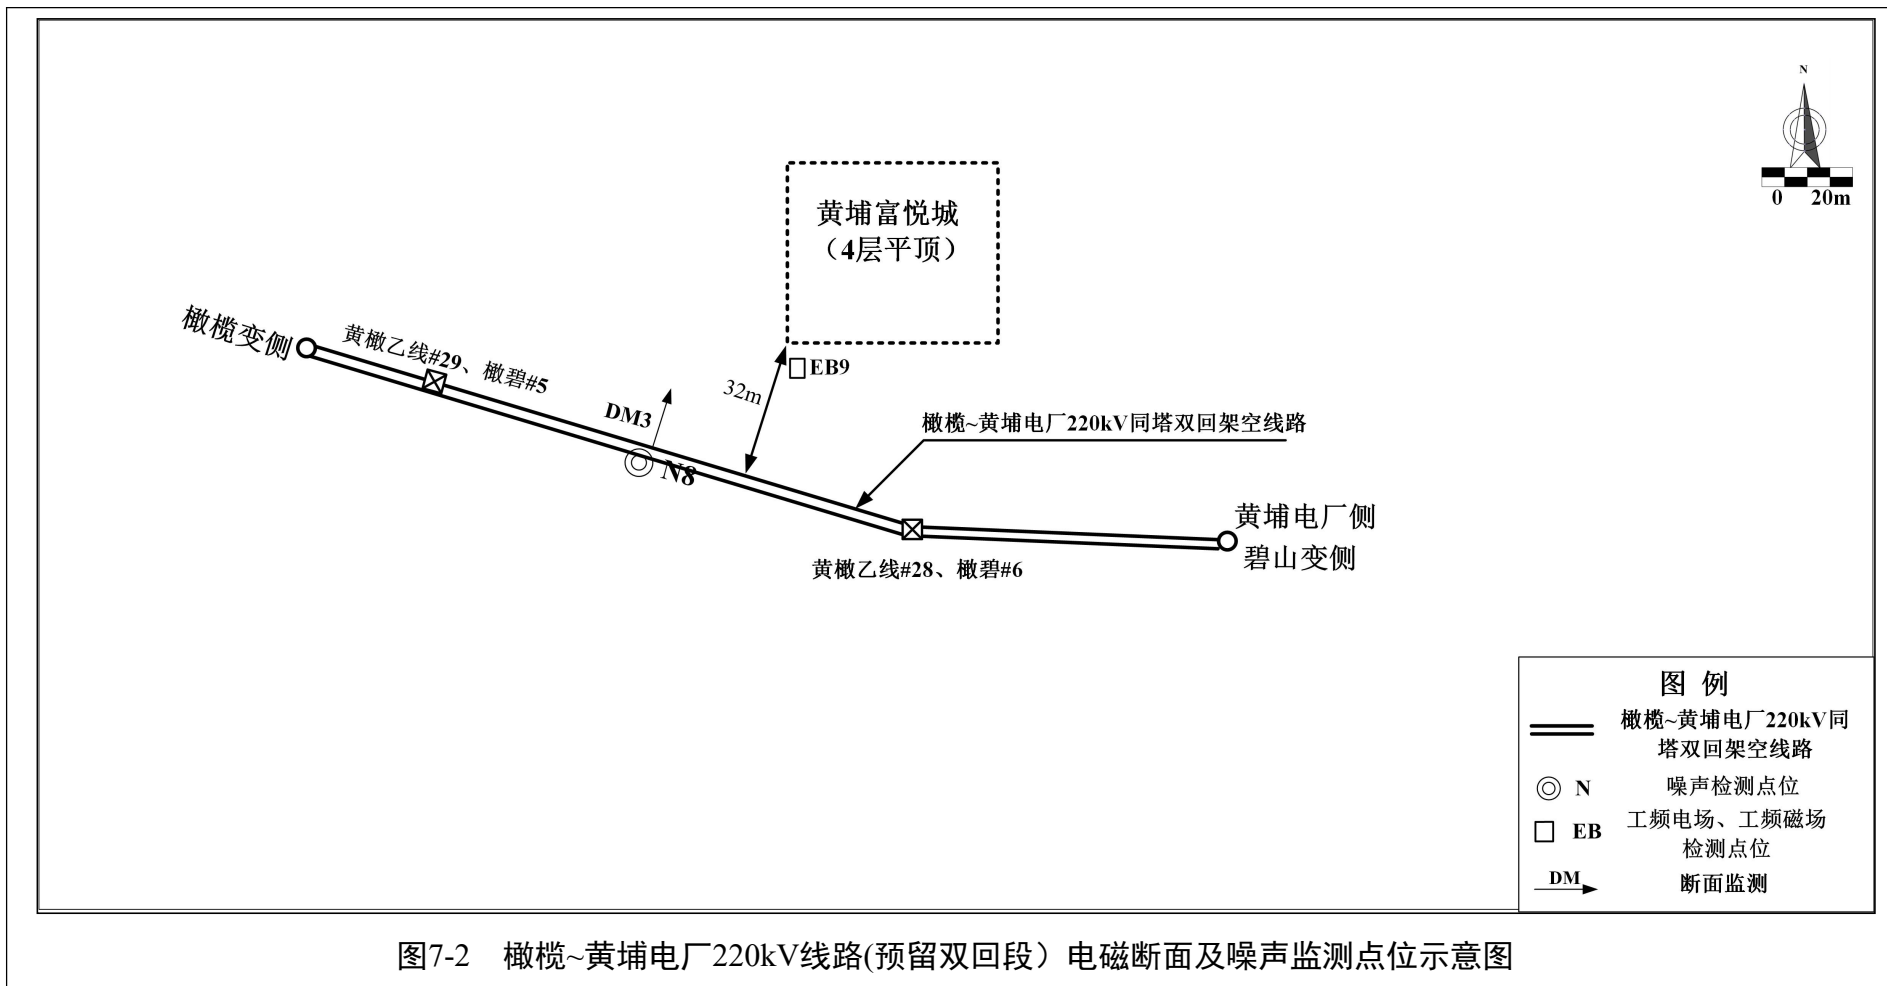 N
0 20m
黄埔富悦城
（4层平顶）
橄榄变侧
黄橄乙线#29、橄碧#5
EB9
32m
DM3
橄榄~黄埔电厂220kV同塔双回架空线路
N8
黄埔电厂侧
碧山变侧
黄橄乙线#28、橄碧#6
图 例
橄榄~黄埔电厂220kV同
塔双回架空线路
N 噪声检测点位
EB 工频电场、工频磁场
检测点位
DM 断面监测
图7-2 橄榄~黄埔电厂220kV线路(预留双回段）电磁断面及噪声监测点位示意图